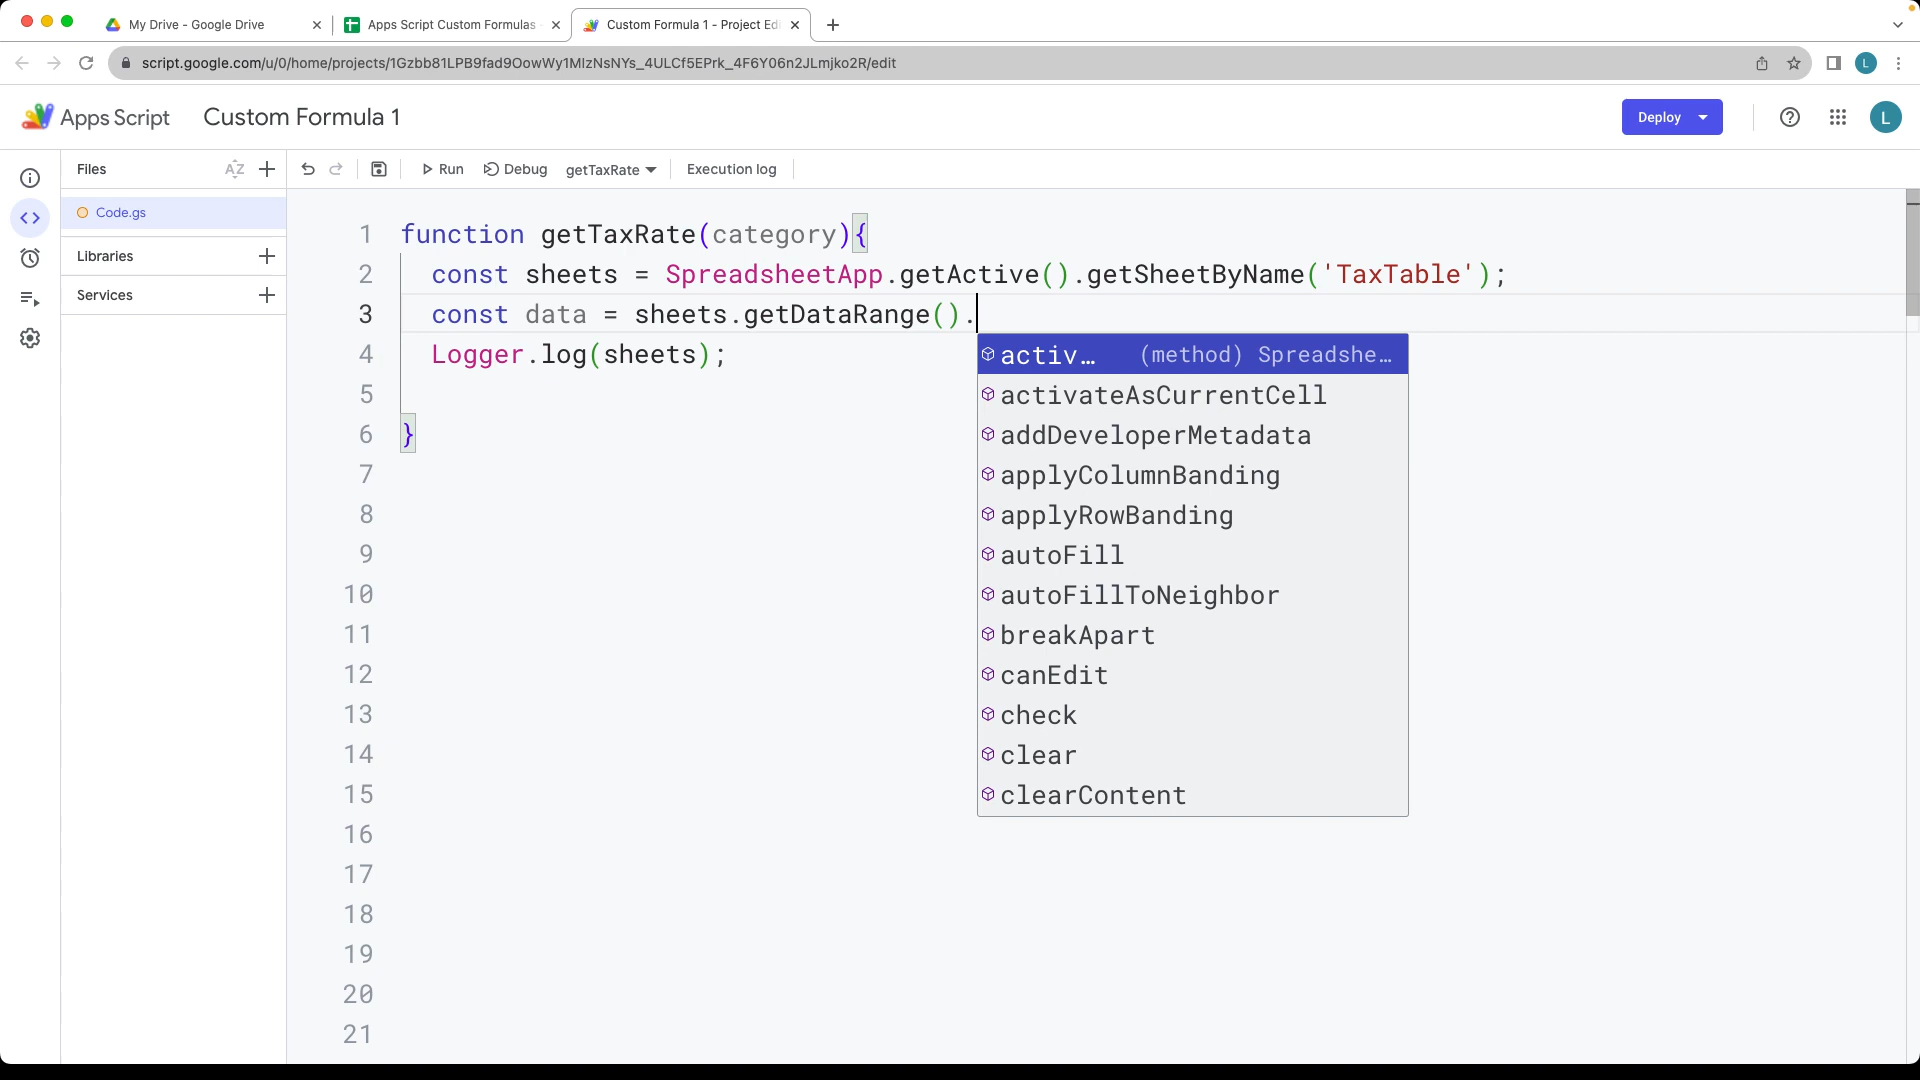 My Drive - Google Drive
Apps Script Custom Formulas
Custom Formula 1 - Project Edi
script.google.com/u/0/home/projects/1Gzbb81LPB9fad9OowWy1MIzNsNYs_4ULCf5EPrk_4F6Y06n2JLmjko2R/edit
L
Apps Script
Custom Formula 1
Deploy
L
Files
AZ
Run
Debug
getTaxRate
Execution log
Code.gs
Libraries
Services
1 function getTaxRate(category){
2 const sheets = SpreadsheetApp.getActive().getSheetByName('TaxTable');
3 const data = sheets.getDataRange().
4 Logger.log(sheets);
5
6 }
7
8
9
10
11
12
13
14
15
16
17
18
19
20
21
activ… (method) Spreadshe…
activateAsCurrentCell
addDeveloperMetadata
applyColumnBanding
applyRowBanding
autoFill
autoFillToNeighbor
breakApart
canEdit
check
clear
clearContent